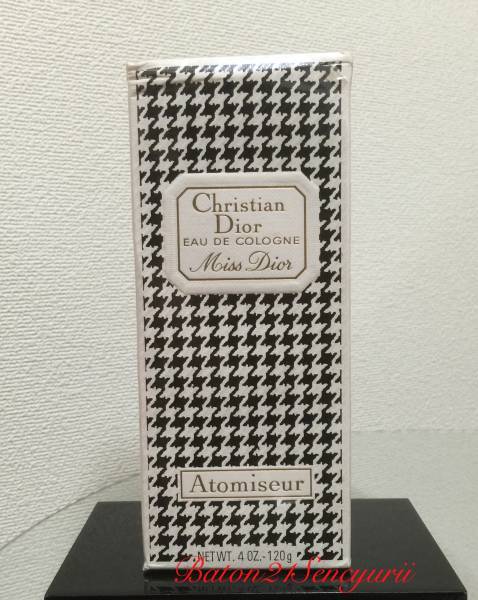 Christian
Dior
EAU DE COLOGNE
Miss Dior
Atomiseur
NET WT. 4 OZ.-120g
Baton21Sencyurii